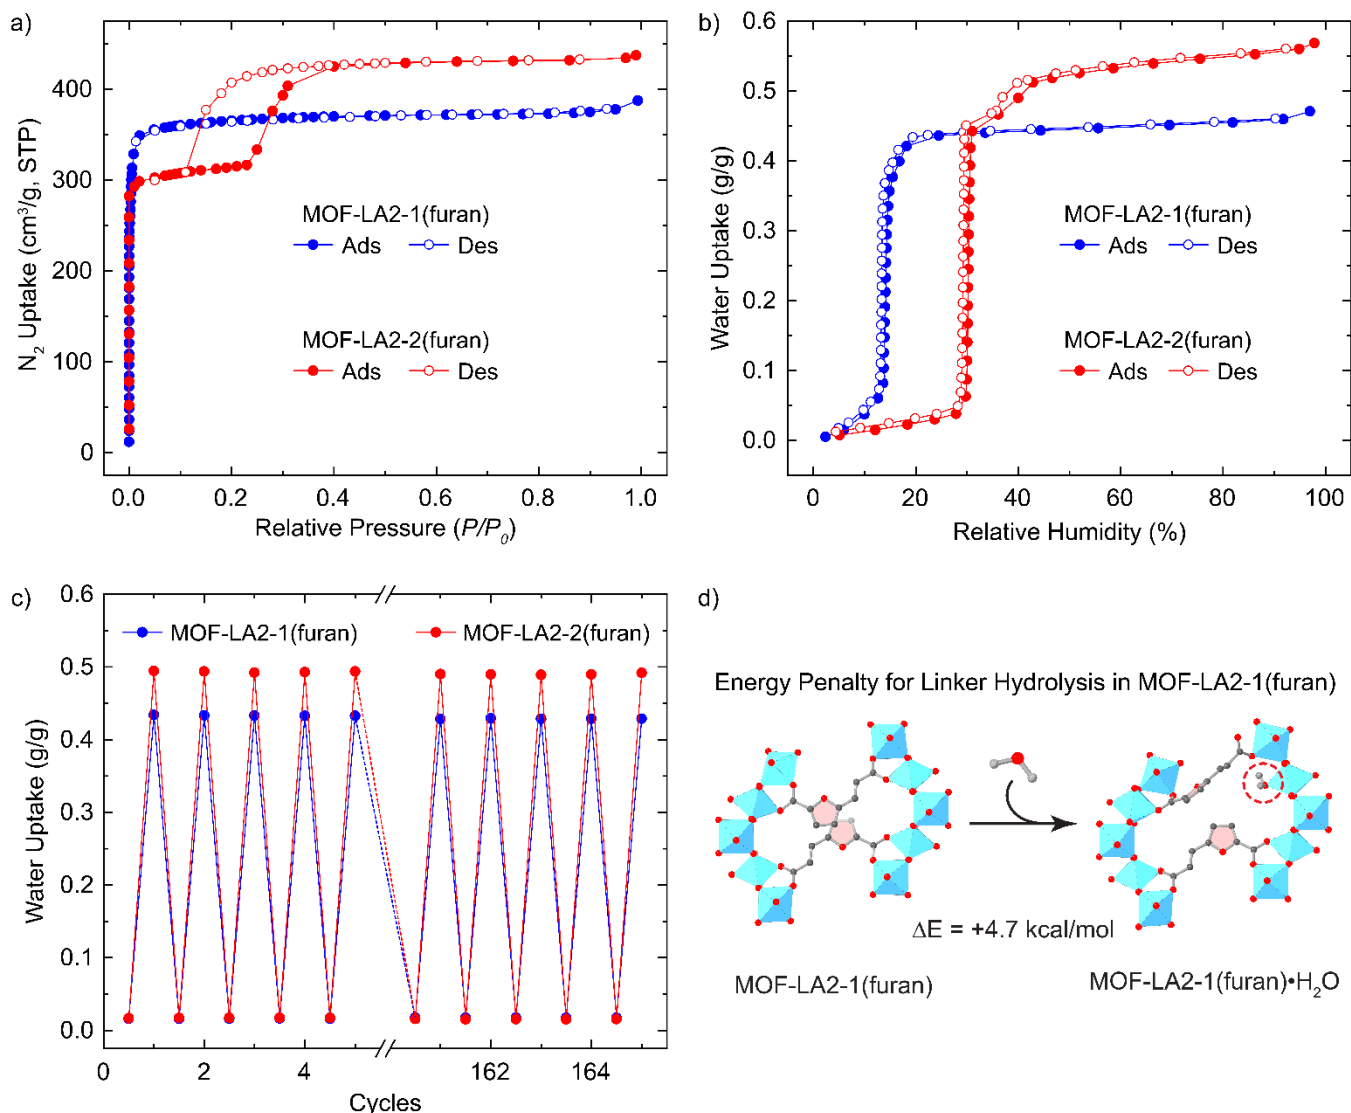 a)
N₂ Uptake (cm³/g, STP)
400
300
200
100
0
MOF-LA2-1(furan)
Ads Des
MOF-LA2-2(furan)
Ads Des
0.0 0.2 0.4 0.6 0.8 1.0
Relative Pressure (P/P₀)
b)
Water Uptake (g/g)
0.6
0.5
0.4
0.3
0.2
0.1
0.0
MOF-LA2-1(furan)
Ads Des
MOF-LA2-2(furan)
Ads Des
0 20 40 60 80 100
Relative Humidity (%)
c)
Water Uptake (g/g)
0.6
0.5
0.4
0.3
0.2
0.1
0.0
MOF-LA2-1(furan) MOF-LA2-2(furan)
0 2 4 162 164
Cycles
d)
Energy Penalty for Linker Hydrolysis in MOF-LA2-1(furan)
ΔE = +4.7 kcal/mol
MOF-LA2-1(furan)
MOF-LA2-1(furan)•H₂O